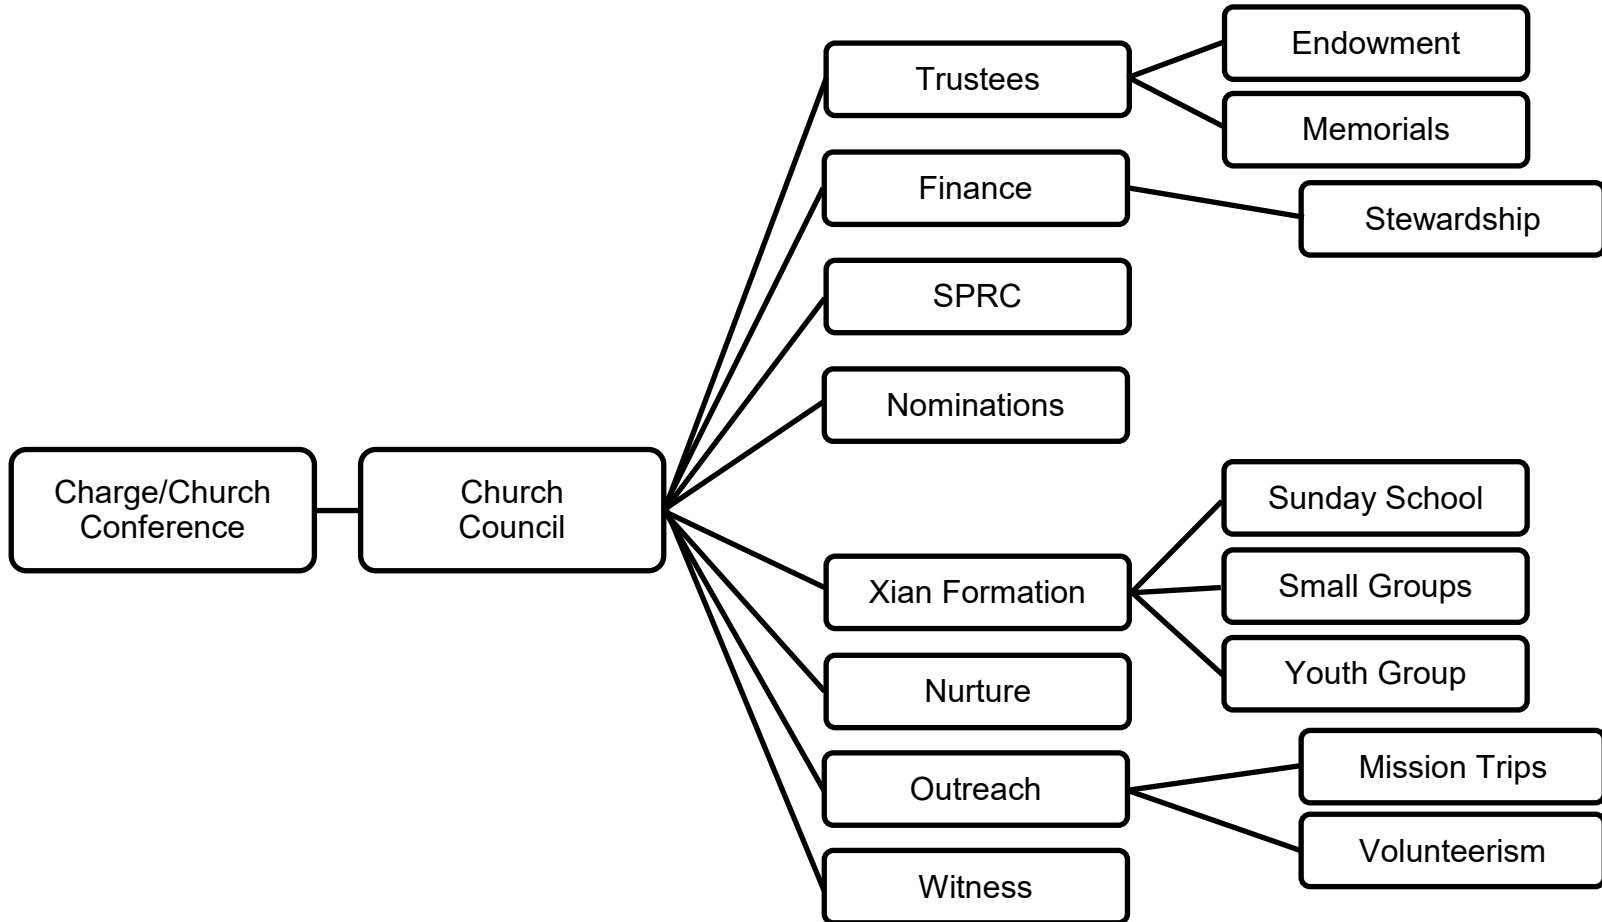 Charge/Church
Conference
Church
Council
Trustees
Endowment
Memorials
Finance
Stewardship
SPRC
Nominations
Xian Formation
Sunday School
Small Groups
Youth Group
Nurture
Outreach
Mission Trips
Volunteerism
Witness